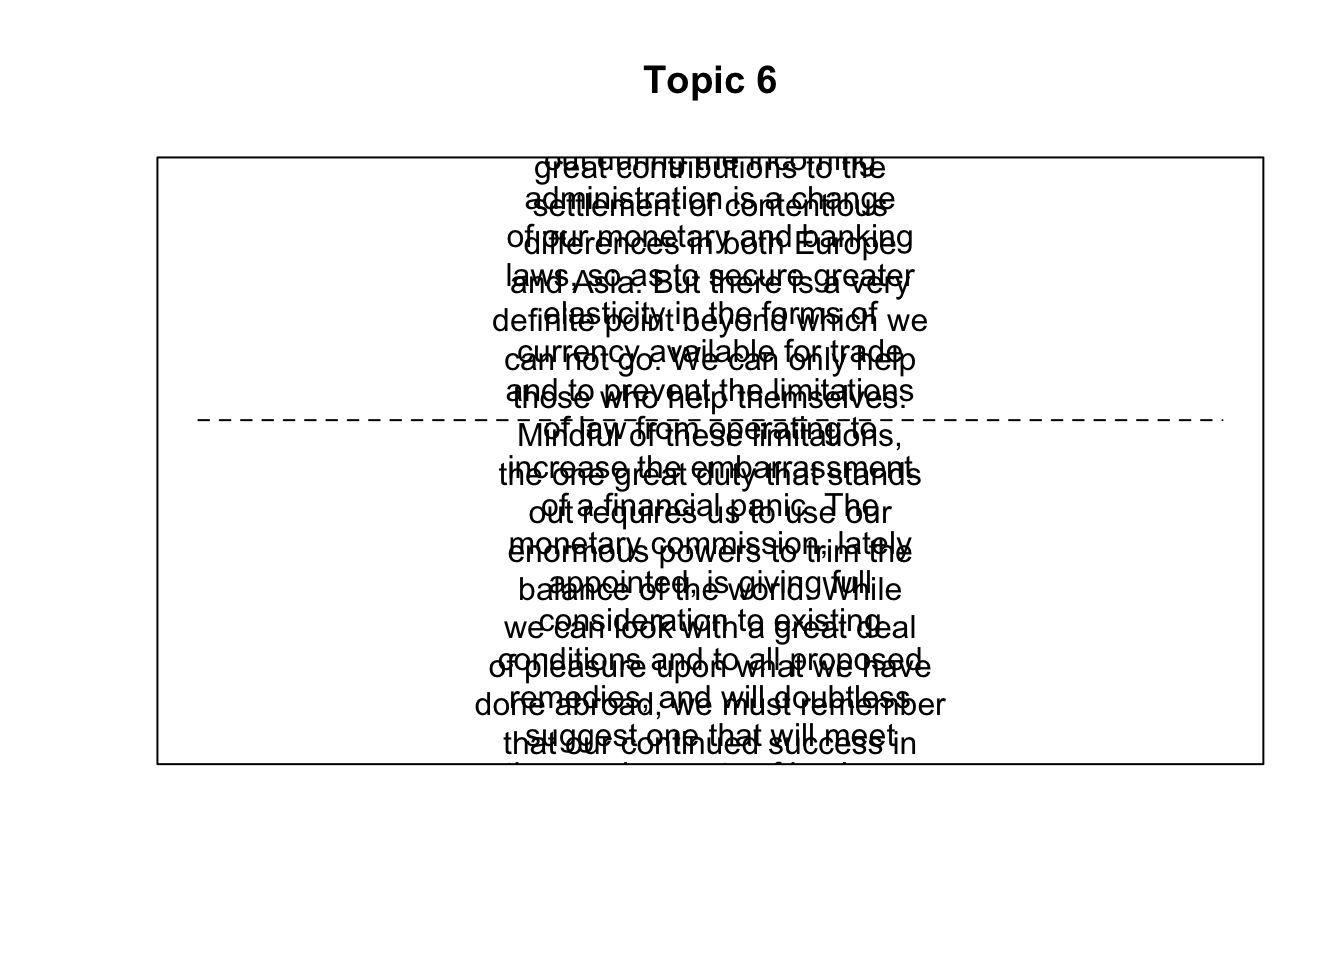 Topic 6
out during the incoming
great contributions to the
administration is a change
settlement of contentious
of our monetary and banking
differences in both Europe
laws, so as to secure greater
and Asia. But there is a very
elasticity in the forms of
definite point beyond which we
currency available for trade
can not go. We can only help
and to prevent the limitations
those who help themselves.
of law from operating to
Mindful of these limitations,
increase the embarrassment
the one great duty that stands
of a financial panic. The
out requires us to use our
monetary commission, lately
enormous powers to trim the
appointed, is giving full
balance of the world. While
consideration to existing
we can look with a great deal
conditions and to all proposed
of pleasure upon what we have
remedies, and will doubtless
done abroad, we must remember
suggest one that will meet
that our continued success in